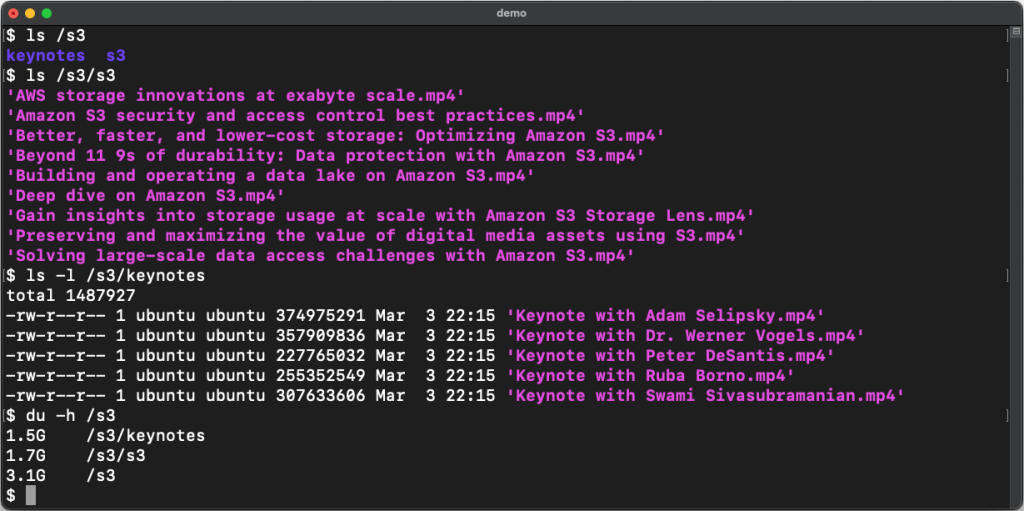 demo
$ ls /s3
keynotes  s3
$ ls /s3/s3
'AWS storage innovations at exabyte scale.mp4'
'Amazon S3 security and access control best practices.mp4'
'Better, faster, and lower-cost storage: Optimizing Amazon S3.mp4'
'Beyond 11 9s of durability: Data protection with Amazon S3.mp4'
'Building and operating a data lake on Amazon S3.mp4'
'Deep dive on Amazon S3.mp4'
'Gain insights into storage usage at scale with Amazon S3 Storage Lens.mp4'
'Preserving and maximizing the value of digital media assets using S3.mp4'
'Solving large-scale data access challenges with Amazon S3.mp4'
$ ls -l /s3/keynotes
total 1487927
-rw-r--r-- 1 ubuntu ubuntu 374975291 Mar  3 22:15 'Keynote with Adam Selipsky.mp4'
-rw-r--r-- 1 ubuntu ubuntu 357909836 Mar  3 22:15 'Keynote with Dr. Werner Vogels.mp4'
-rw-r--r-- 1 ubuntu ubuntu 227765032 Mar  3 22:15 'Keynote with Peter DeSantis.mp4'
-rw-r--r-- 1 ubuntu ubuntu 255352549 Mar  3 22:15 'Keynote with Ruba Borno.mp4'
-rw-r--r-- 1 ubuntu ubuntu 307633606 Mar  3 22:15 'Keynote with Swami Sivasubramanian.mp4'
$ du -h /s3
1.5G    /s3/keynotes
1.7G    /s3/s3
3.1G    /s3
$